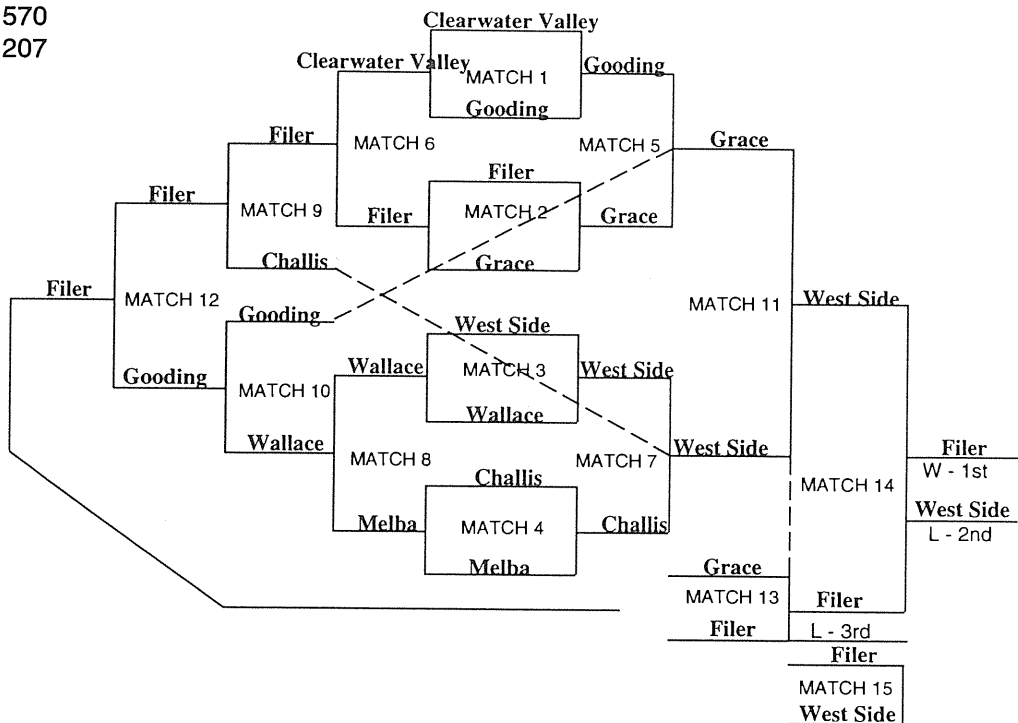 570
207
Clearwater Valley
Clearwater Valley
MATCH 1
Gooding
Gooding
Filer
MATCH 6
MATCH 5
Grace
Filer
Filer
MATCH 9
Filer
MATCH 2
Grace
Challis
Grace
Filer
MATCH 12
Gooding
MATCH 11
West Side
West Side
Gooding
MATCH 10
Wallace
MATCH 3
West Side
Wallace
Wallace
MATCH 8
MATCH 7
West Side
Filer
W - 1st
Challis
MATCH 14
West Side
L - 2nd
Melba
MATCH 4
Challis
Melba
Grace
MATCH 13
Filer
Filer
L - 3rd
Filer
MATCH 15
West Side